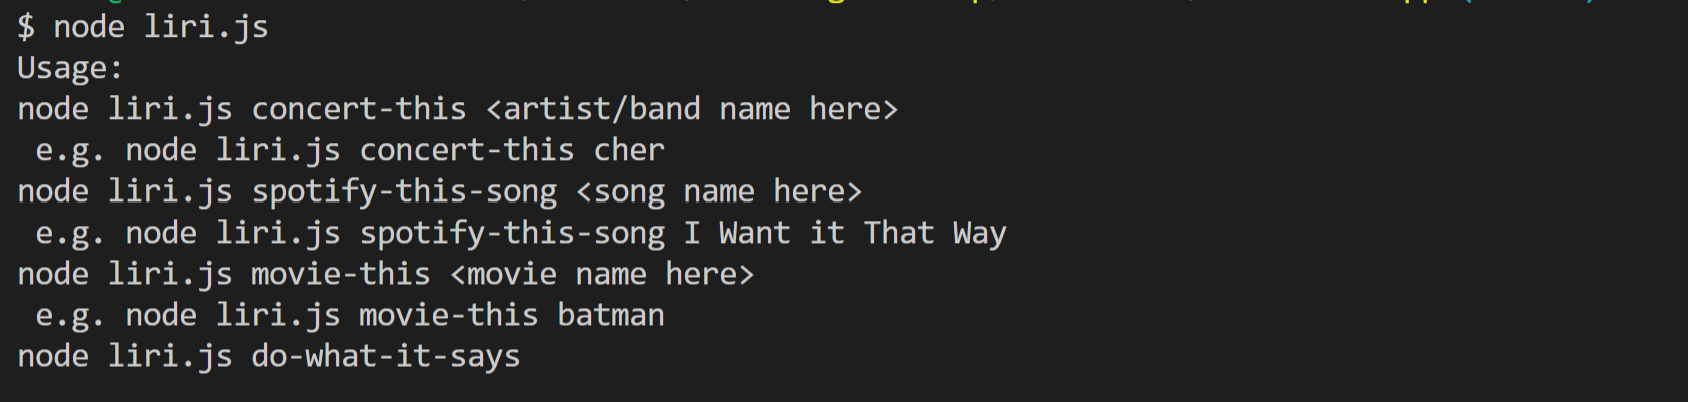 $ node liri.js
Usage:
node liri.js concert-this <artist/band name here>
 e.g. node liri.js concert-this cher
node liri.js spotify-this-song <song name here>
 e.g. node liri.js spotify-this-song I Want it That Way
node liri.js movie-this <movie name here>
 e.g. node liri.js movie-this batman
node liri.js do-what-it-says